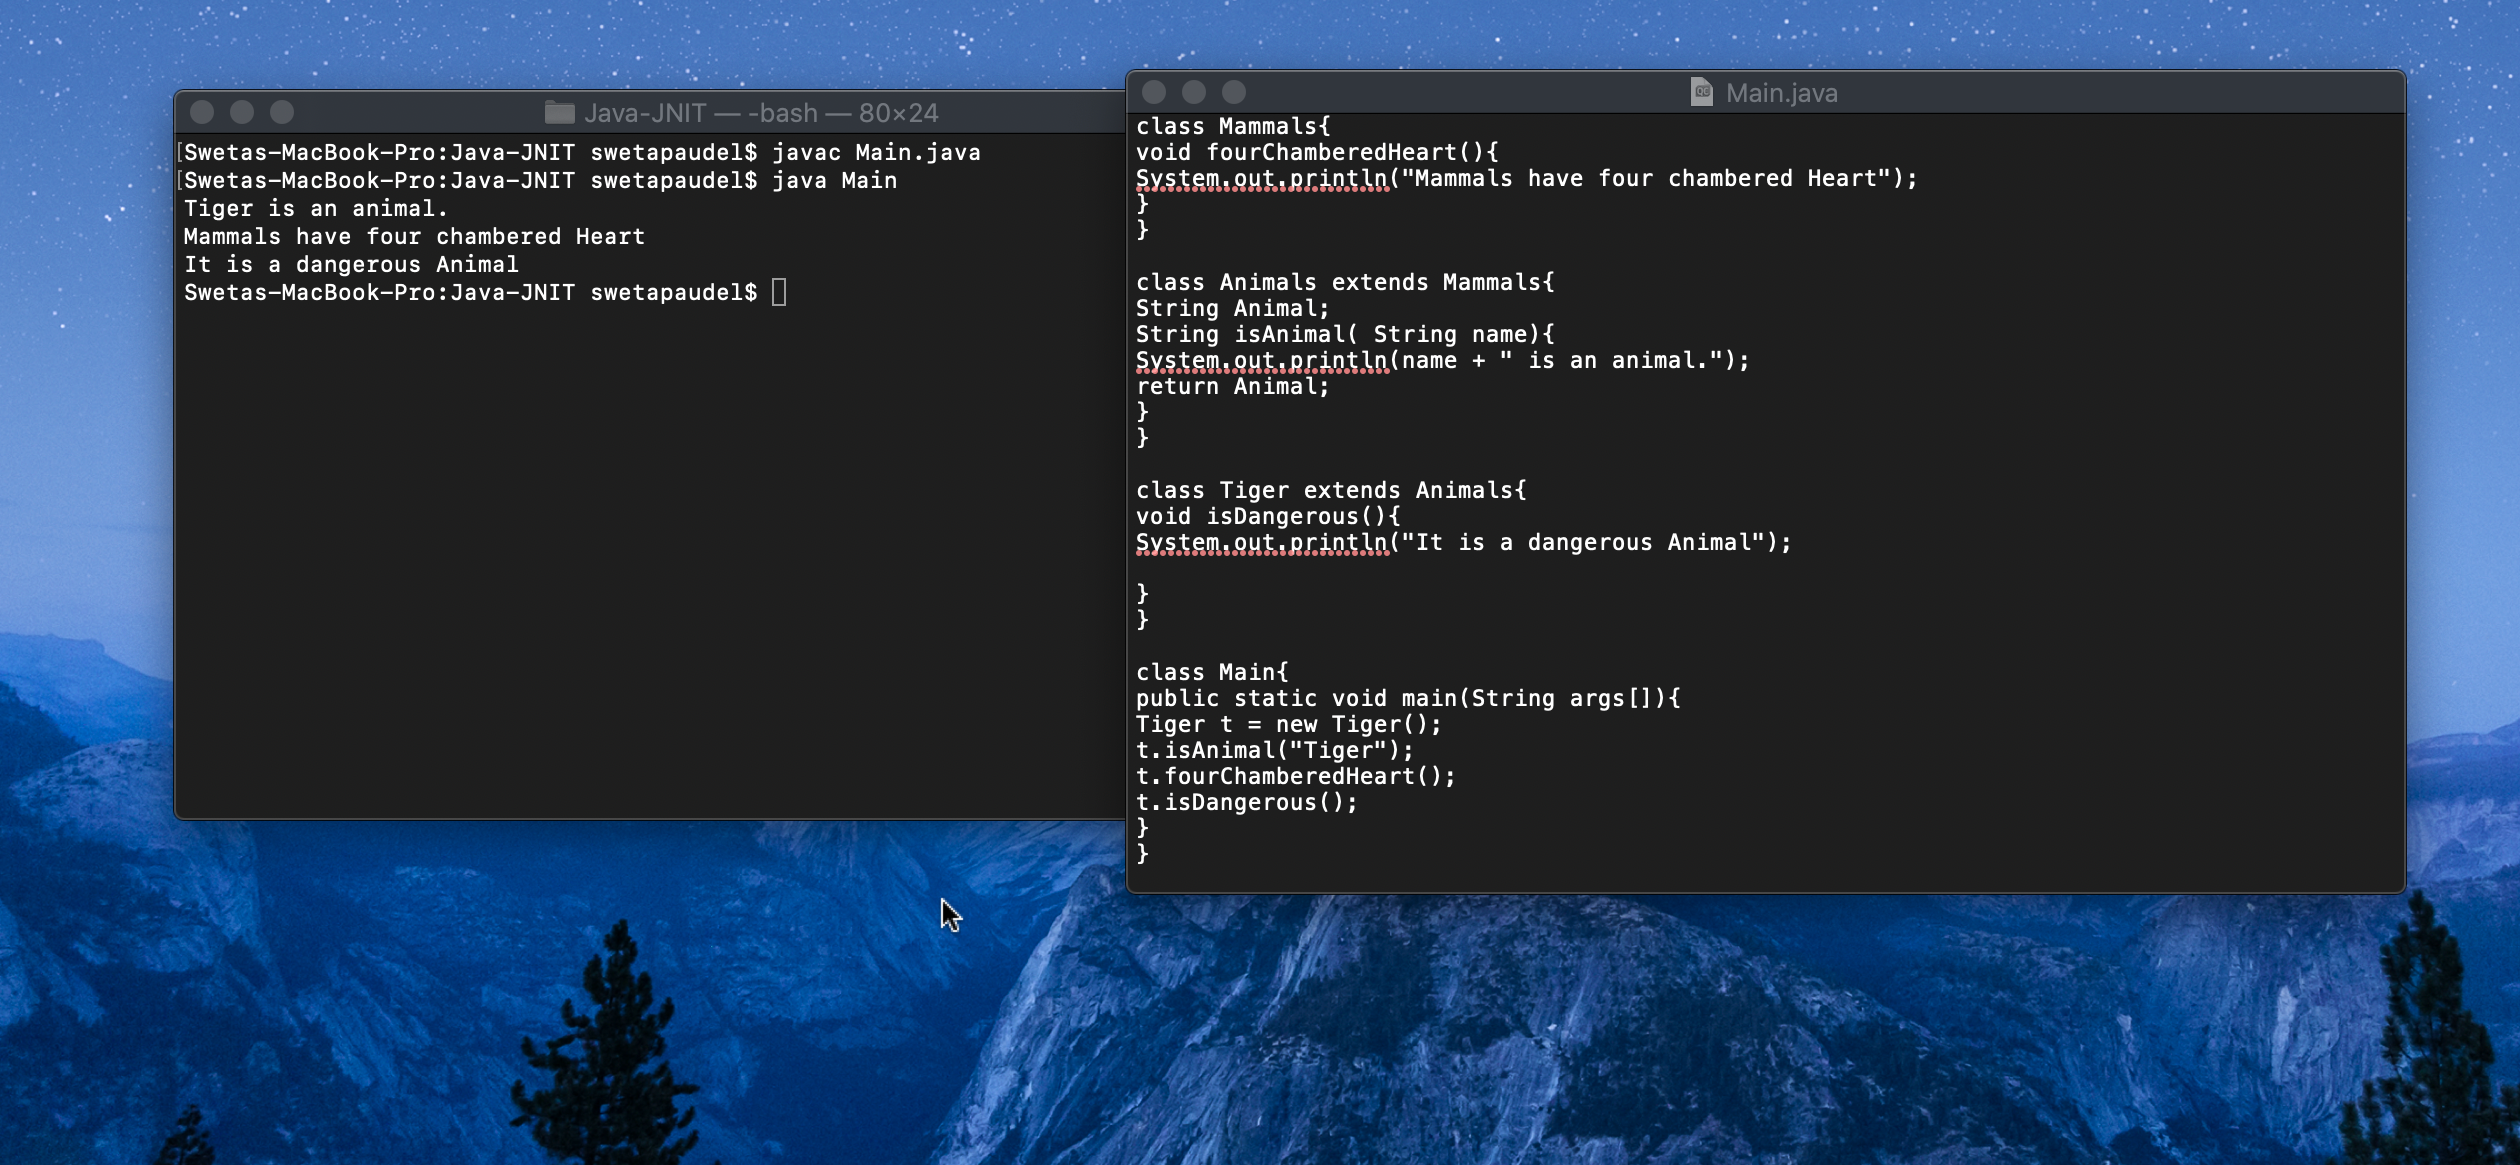 Java-JNIT — -bash — 80×24
[Swetas-MacBook-Pro:Java-JNIT swetapaudel$ javac Main.java
[Swetas-MacBook-Pro:Java-JNIT swetapaudel$ java Main
Tiger is an animal.
Mammals have four chambered Heart
It is a dangerous Animal
Swetas-MacBook-Pro:Java-JNIT swetapaudel$
Main.java
class Mammals{
void fourChamberedHeart(){
System.out.println("Mammals have four chambered Heart");
}
}
class Animals extends Mammals{
String Animal;
String isAnimal( String name){
System.out.println(name + " is an animal.");
return Animal;
}
}
class Tiger extends Animals{
void isDangerous(){
System.out.println("It is a dangerous Animal");
}
}
class Main{
public static void main(String args[]){
Tiger t = new Tiger();
t.isAnimal("Tiger");
t.fourChamberedHeart();
t.isDangerous();
}
}